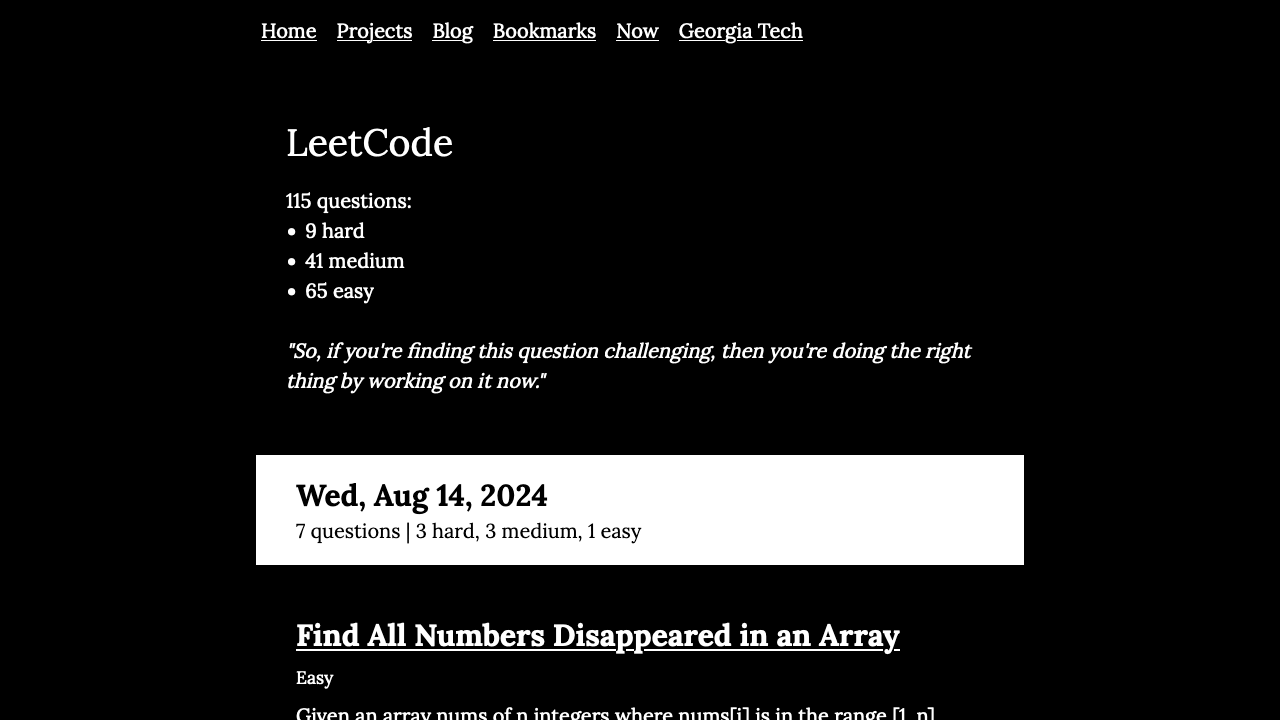 Home Projects Blog Bookmarks Now Georgia Tech
LeetCode
115 questions:
• 9 hard
• 41 medium
• 65 easy
"So, if you're finding this question challenging, then you're doing the right
thing by working on it now."
Wed, Aug 14, 2024
7 questions | 3 hard, 3 medium, 1 easy
Find All Numbers Disappeared in an Array
Easy
Given an array nums of n integers where nums[i] is in the range [1, n],